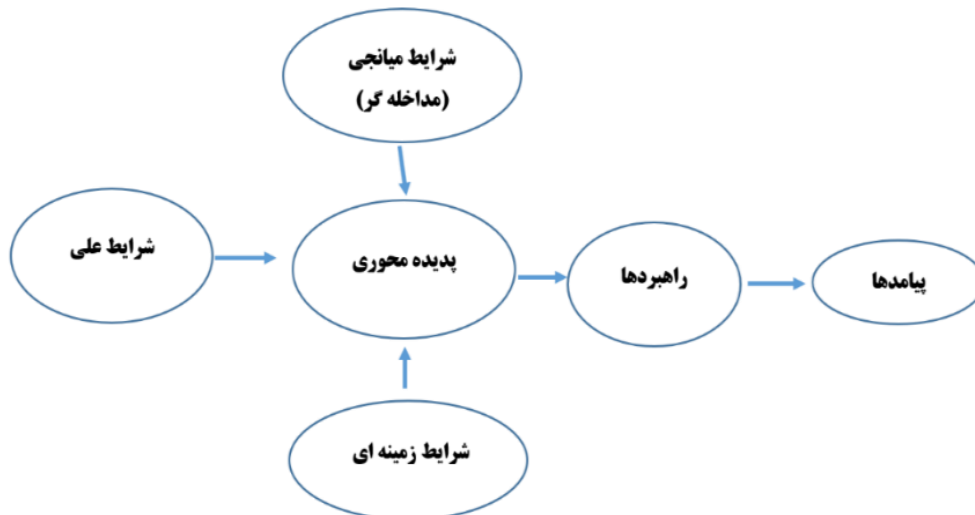 شرایط میانجی
(مداخله گر)
شرایط علی
پدیده محوری
راهبردها
پیامدها
شرایط زمینه ای